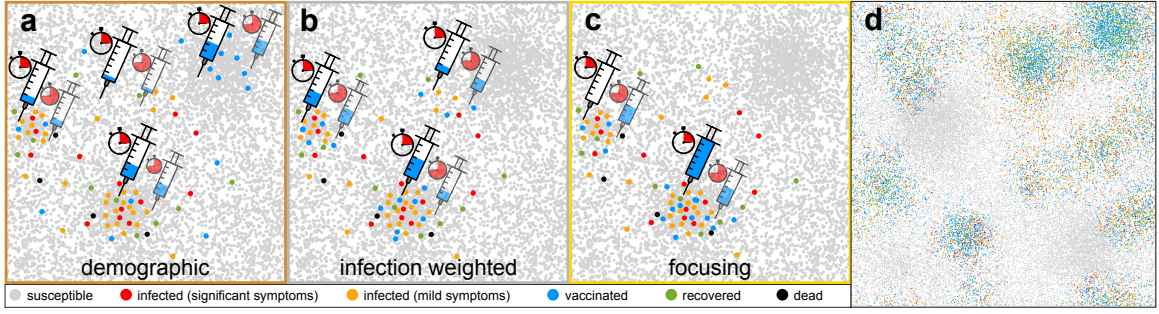 a
b
c
d
demographic
infection weighted
focusing
susceptible infected (significant symptoms) infected (mild symptoms) vaccinated recovered dead